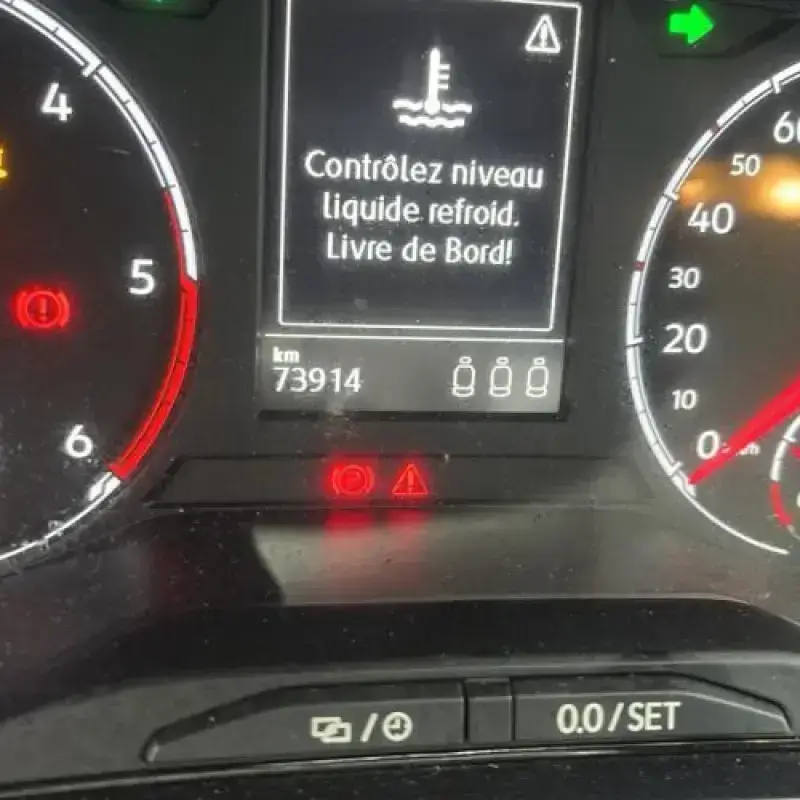 4
5
6
Contrôlez niveau
liquide refroid.
Livre de Bord!
km
73914
60
50
40
30
20
10
0
0.0/SET